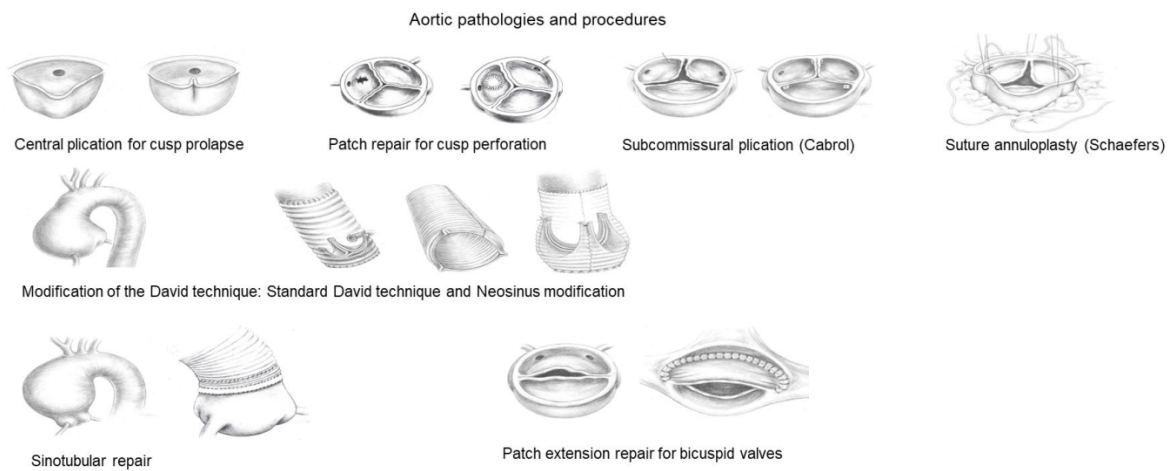 Aortic pathologies and procedures
Central plication for cusp prolapse
Patch repair for cusp perforation
Subcommissural plication (Cabrol)
Suture annuloplasty (Schaefers)
Modification of the David technique: Standard David technique and Neosinus modification
Sinotubular repair
Patch extension repair for bicuspid valves